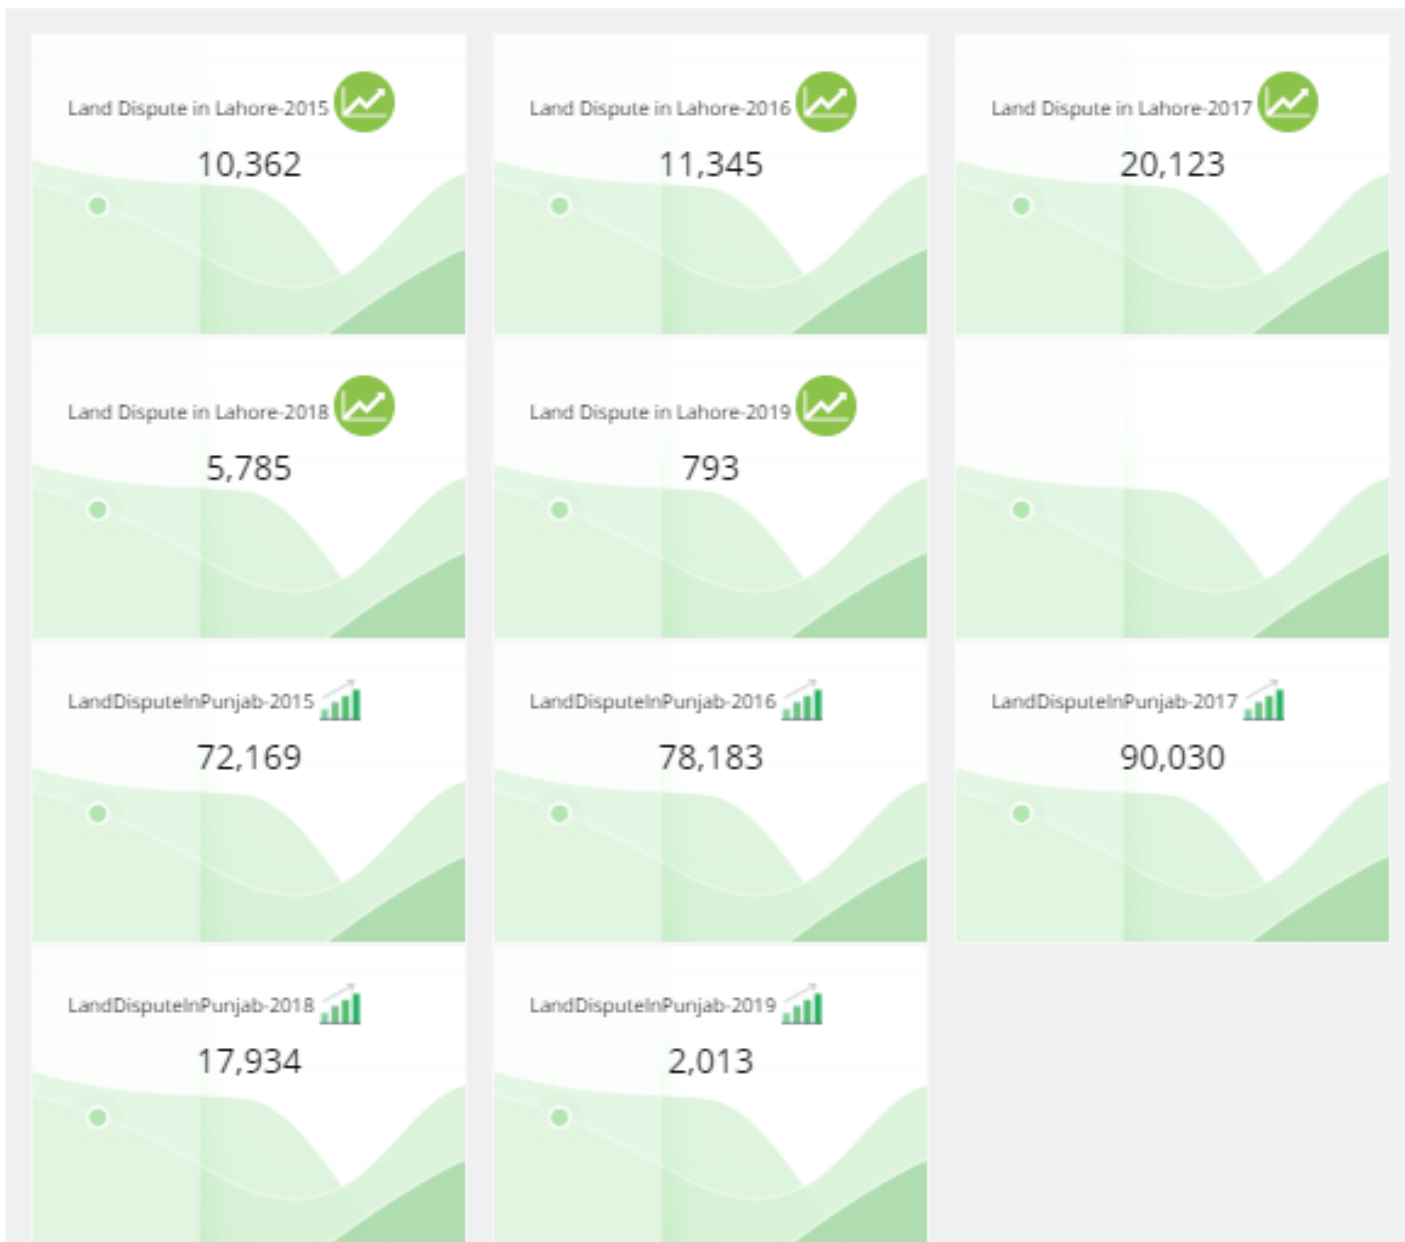 Land Dispute in Lahore-2015
10,362
Land Dispute in Lahore-2016
11,345
Land Dispute in Lahore-2017
20,123
Land Dispute in Lahore-2018
5,785
Land Dispute in Lahore-2019
793
LandDisputeInPunjab-2015
72,169
LandDisputeInPunjab-2016
78,183
LandDisputeInPunjab-2017
90,030
LandDisputeInPunjab-2018
17,934
LandDisputeInPunjab-2019
2,013